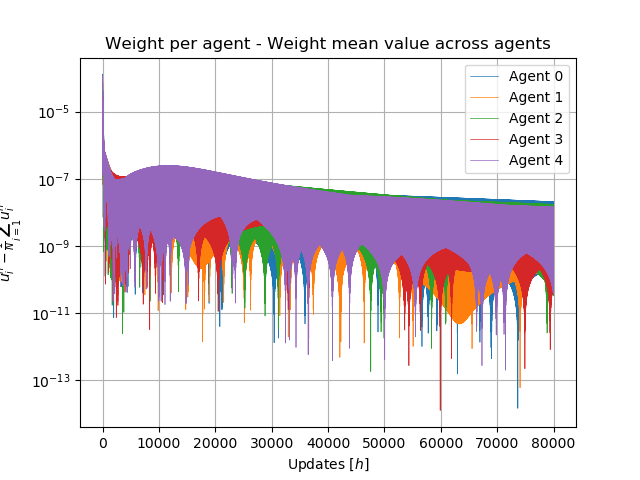 Weight per agent - Weight mean value across agents
Agent 0
Agent 1
Agent 2
Agent 3
Agent 4
10⁻⁵
10⁻⁷
10⁻⁹
10⁻¹¹
10⁻¹³
0 10000 20000 30000 40000 50000 60000 70000 80000
Updates [h]